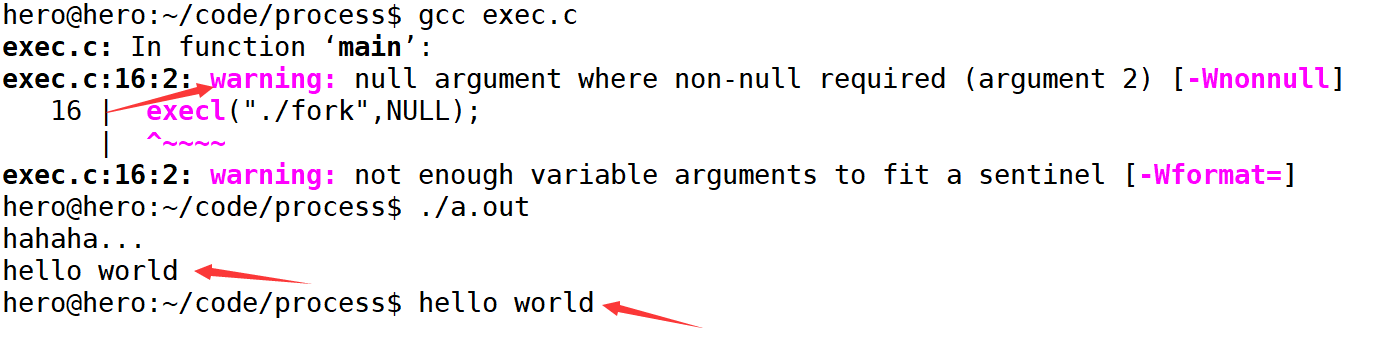 hero@hero:~/code/process$ gcc exec.c
exec.c: In function ‘main’:
exec.c:16:2: warning: null argument where non-null required (argument 2) [-Wnonnull]
   16 |  execl("./fork",NULL);
      |  ^~~~~
exec.c:16:2: warning: not enough variable arguments to fit a sentinel [-Wformat=]
hero@hero:~/code/process$ ./a.out
hahaha...
hello world
hero@hero:~/code/process$ hello world